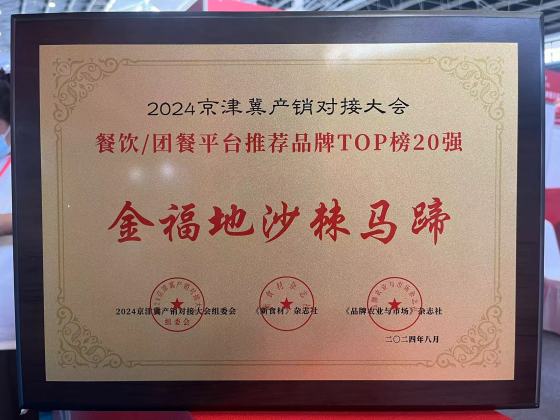 2024京津冀产销对接大会
餐饮/团餐平台推荐品牌TOP榜20强
金福地沙棘马蹄
2024京津冀产销对接大会组委会 《新食材》杂志社 《品牌农业与市场》杂志社
二〇二四年八月